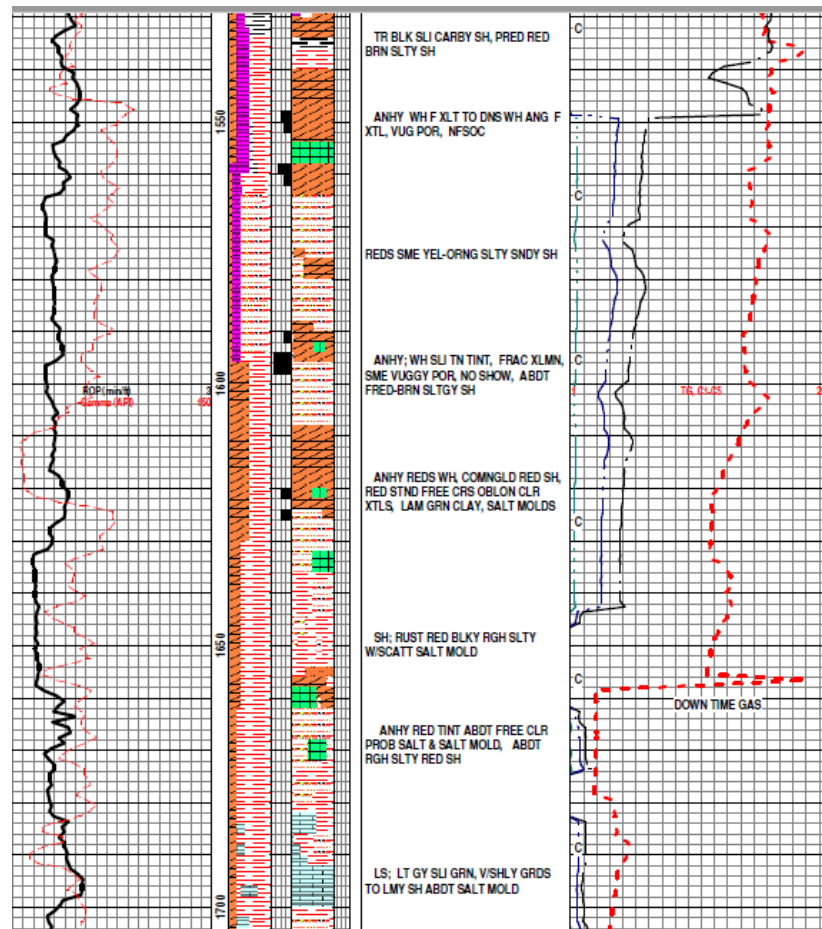 TR BLK SLI CARBY SH, PRED RED
BRN SLTY SH
C
1550
ANHY WH F XLT TO DNS WH ANG F
XTL, VUG POR, NFSOC
C
REDS SME YEL-ORNG SLTY SNDY SH
ANHY; WH SLI TN TINT, FRAC XLMN,
SME VUGGY POR, NO SHOW, ABDT
FRED-BRN SLTGY SH
C
1600
ROP (min/ft)
Gamma (API)
150
TG, C1-C5
ANHY REDS WH, COMNGLD RED SH,
RED STND FREE CRS OBLON CLR
XTLS, LAM GRN CLAY, SALT MOLDS
C
1650
SH; RUST RED BLKY RGH SLTY
W/SCATT SALT MOLD
C
DOWN TIME GAS
ANHY RED TINT ABDT FREE CLR
PROB SALT & SALT MOLD, ABDT
RGH SLTY RED SH
C
LS; LT GY SLI GRN, V/SHLY GRDS
TO LMY SH ABDT SALT MOLD
1700